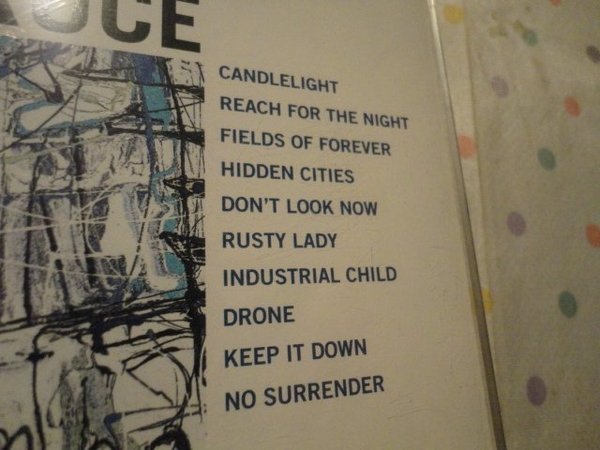 CANDLELIGHT
REACH FOR THE NIGHT
FIELDS OF FOREVER
HIDDEN CITIES
DON'T LOOK NOW
RUSTY LADY
INDUSTRIAL CHILD
DRONE
KEEP IT DOWN
NO SURRENDER